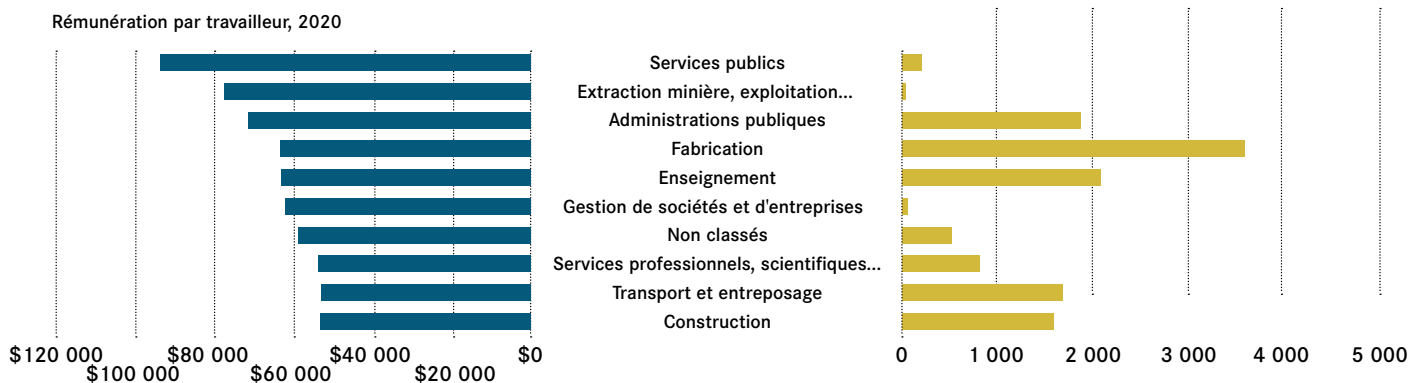 Rémunération par travailleur, 2020
Services publics
Extraction minière, exploitation...
Administrations publiques
Fabrication
Enseignement
Gestion de sociétés et d'entreprises
Non classés
Services professionnels, scientifiques...
Transport et entreposage
Construction
$120 000
$100 000
$80 000
$60 000
$40 000
$20 000
$0
0
1 000
2 000
3 000
4 000
5 000